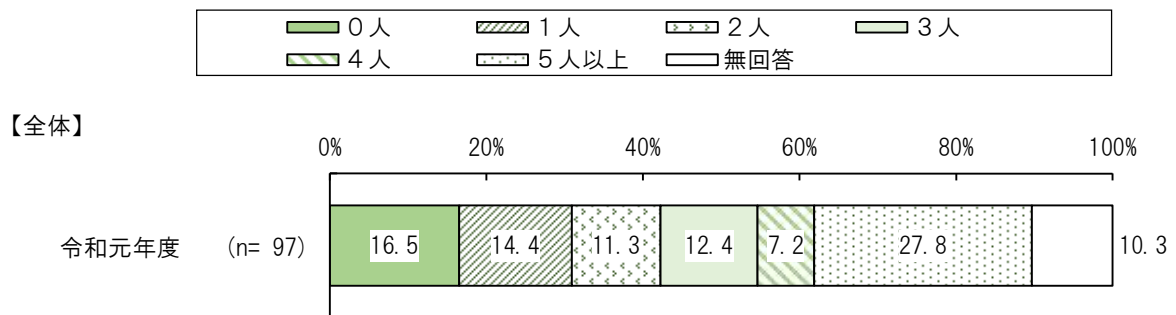 ０人 １人 ２人 ３人
４人 ５人以上 無回答
【全体】
0% 20% 40% 60% 80% 100%
令和元年度 (n= 97) 16.5 14.4 11.3 12.4 7.2 27.8 10.3